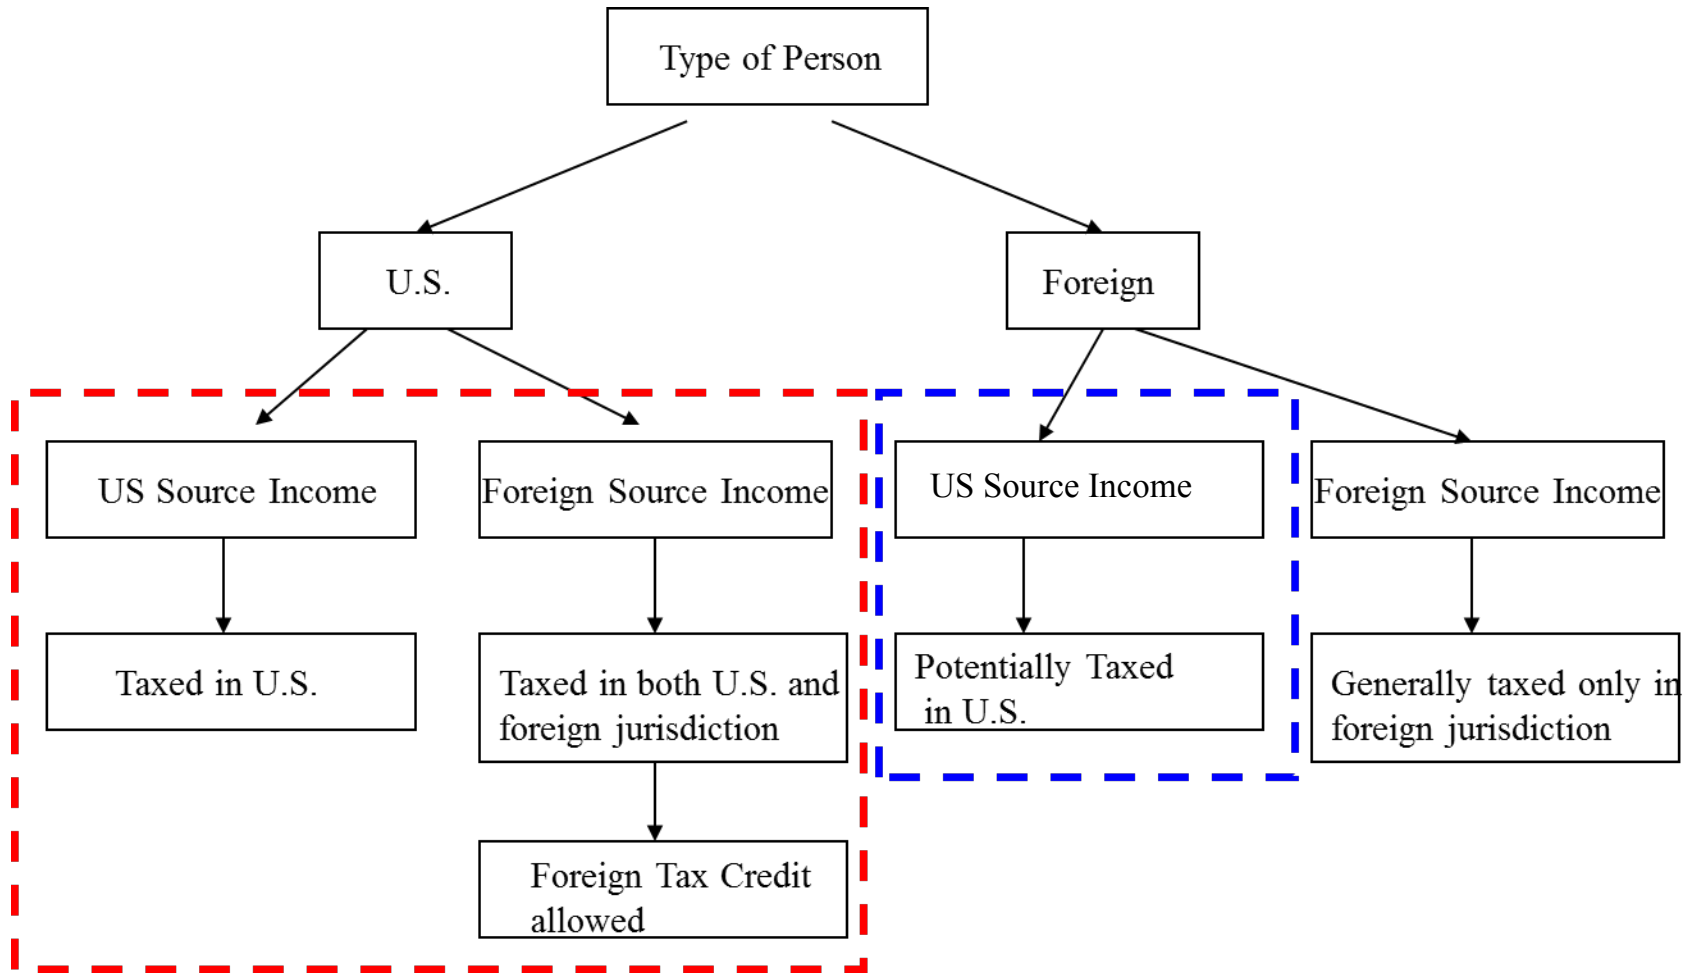 Type of Person
U.S.
Foreign
US Source Income
Foreign Source Income
US Source Income
Foreign Source Income
Taxed in U.S.
Taxed in both U.S. and
foreign jurisdiction
Potentially Taxed
in U.S.
Generally taxed only in
foreign jurisdiction
Foreign Tax Credit
allowed